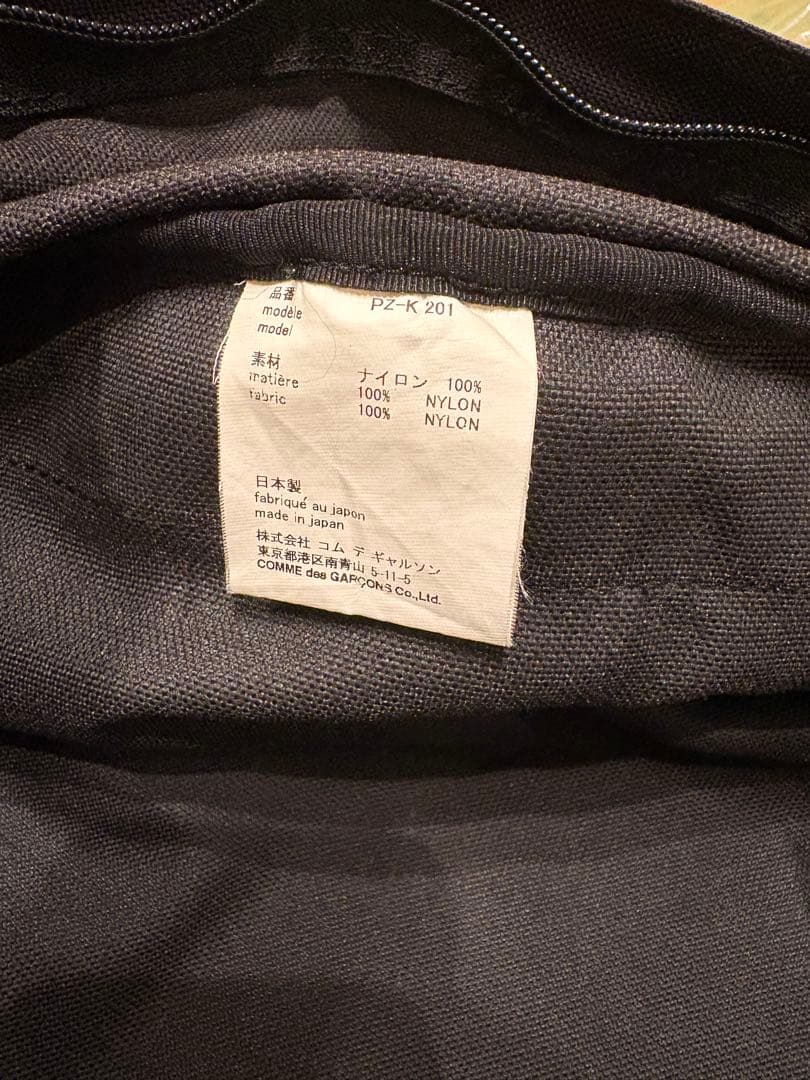 品番
modèle PZ-K 201
model
素材
matière ナイロン 100%
fabric 100% NYLON
100% NYLON
日本製
fabriqué au japon
made in japan
株式会社 コム デ ギャルソン
東京都港区南青山 5-11-5
COMME des GARÇONS Co.,Ltd.